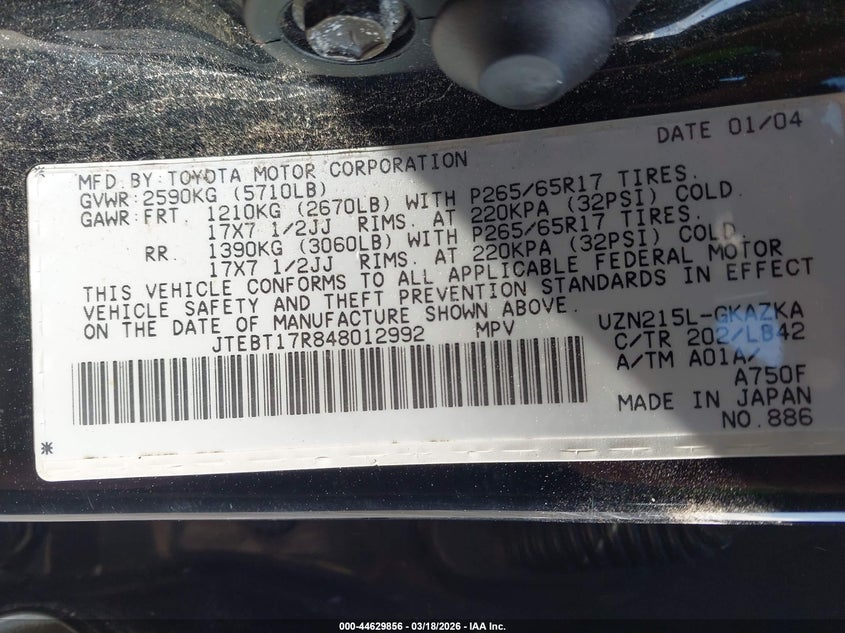 DATE 01/04
MFD. BY: TOYOTA MOTOR CORPORATION
GVWR: 2590KG (5710LB)
GAWR: FRT. 1210KG (2670LB) WITH P265/65R17 TIRES.
17X7 1/2JJ RIMS. AT 220KPA (32PSI) COLD.
RR. 1390KG (3060LB) WITH P265/65R17 TIRES.
17X7 1/2JJ RIMS. AT 220KPA (32PSI) COLD.
THIS VEHICLE CONFORMS TO ALL APPLICABLE FEDERAL MOTOR
VEHICLE SAFETY AND THEFT PREVENTION STANDARDS IN EFFECT
ON THE DATE OF MANUFACTURE SHOWN ABOVE.
JTEBT17R848012992 MPV
UZN215L-GKAZKA
C/TR 202/LB42
A/TM A01A/
A750F
MADE IN JAPAN
NO.886
000-44629856 - 03/18/2026 - IAA Inc.